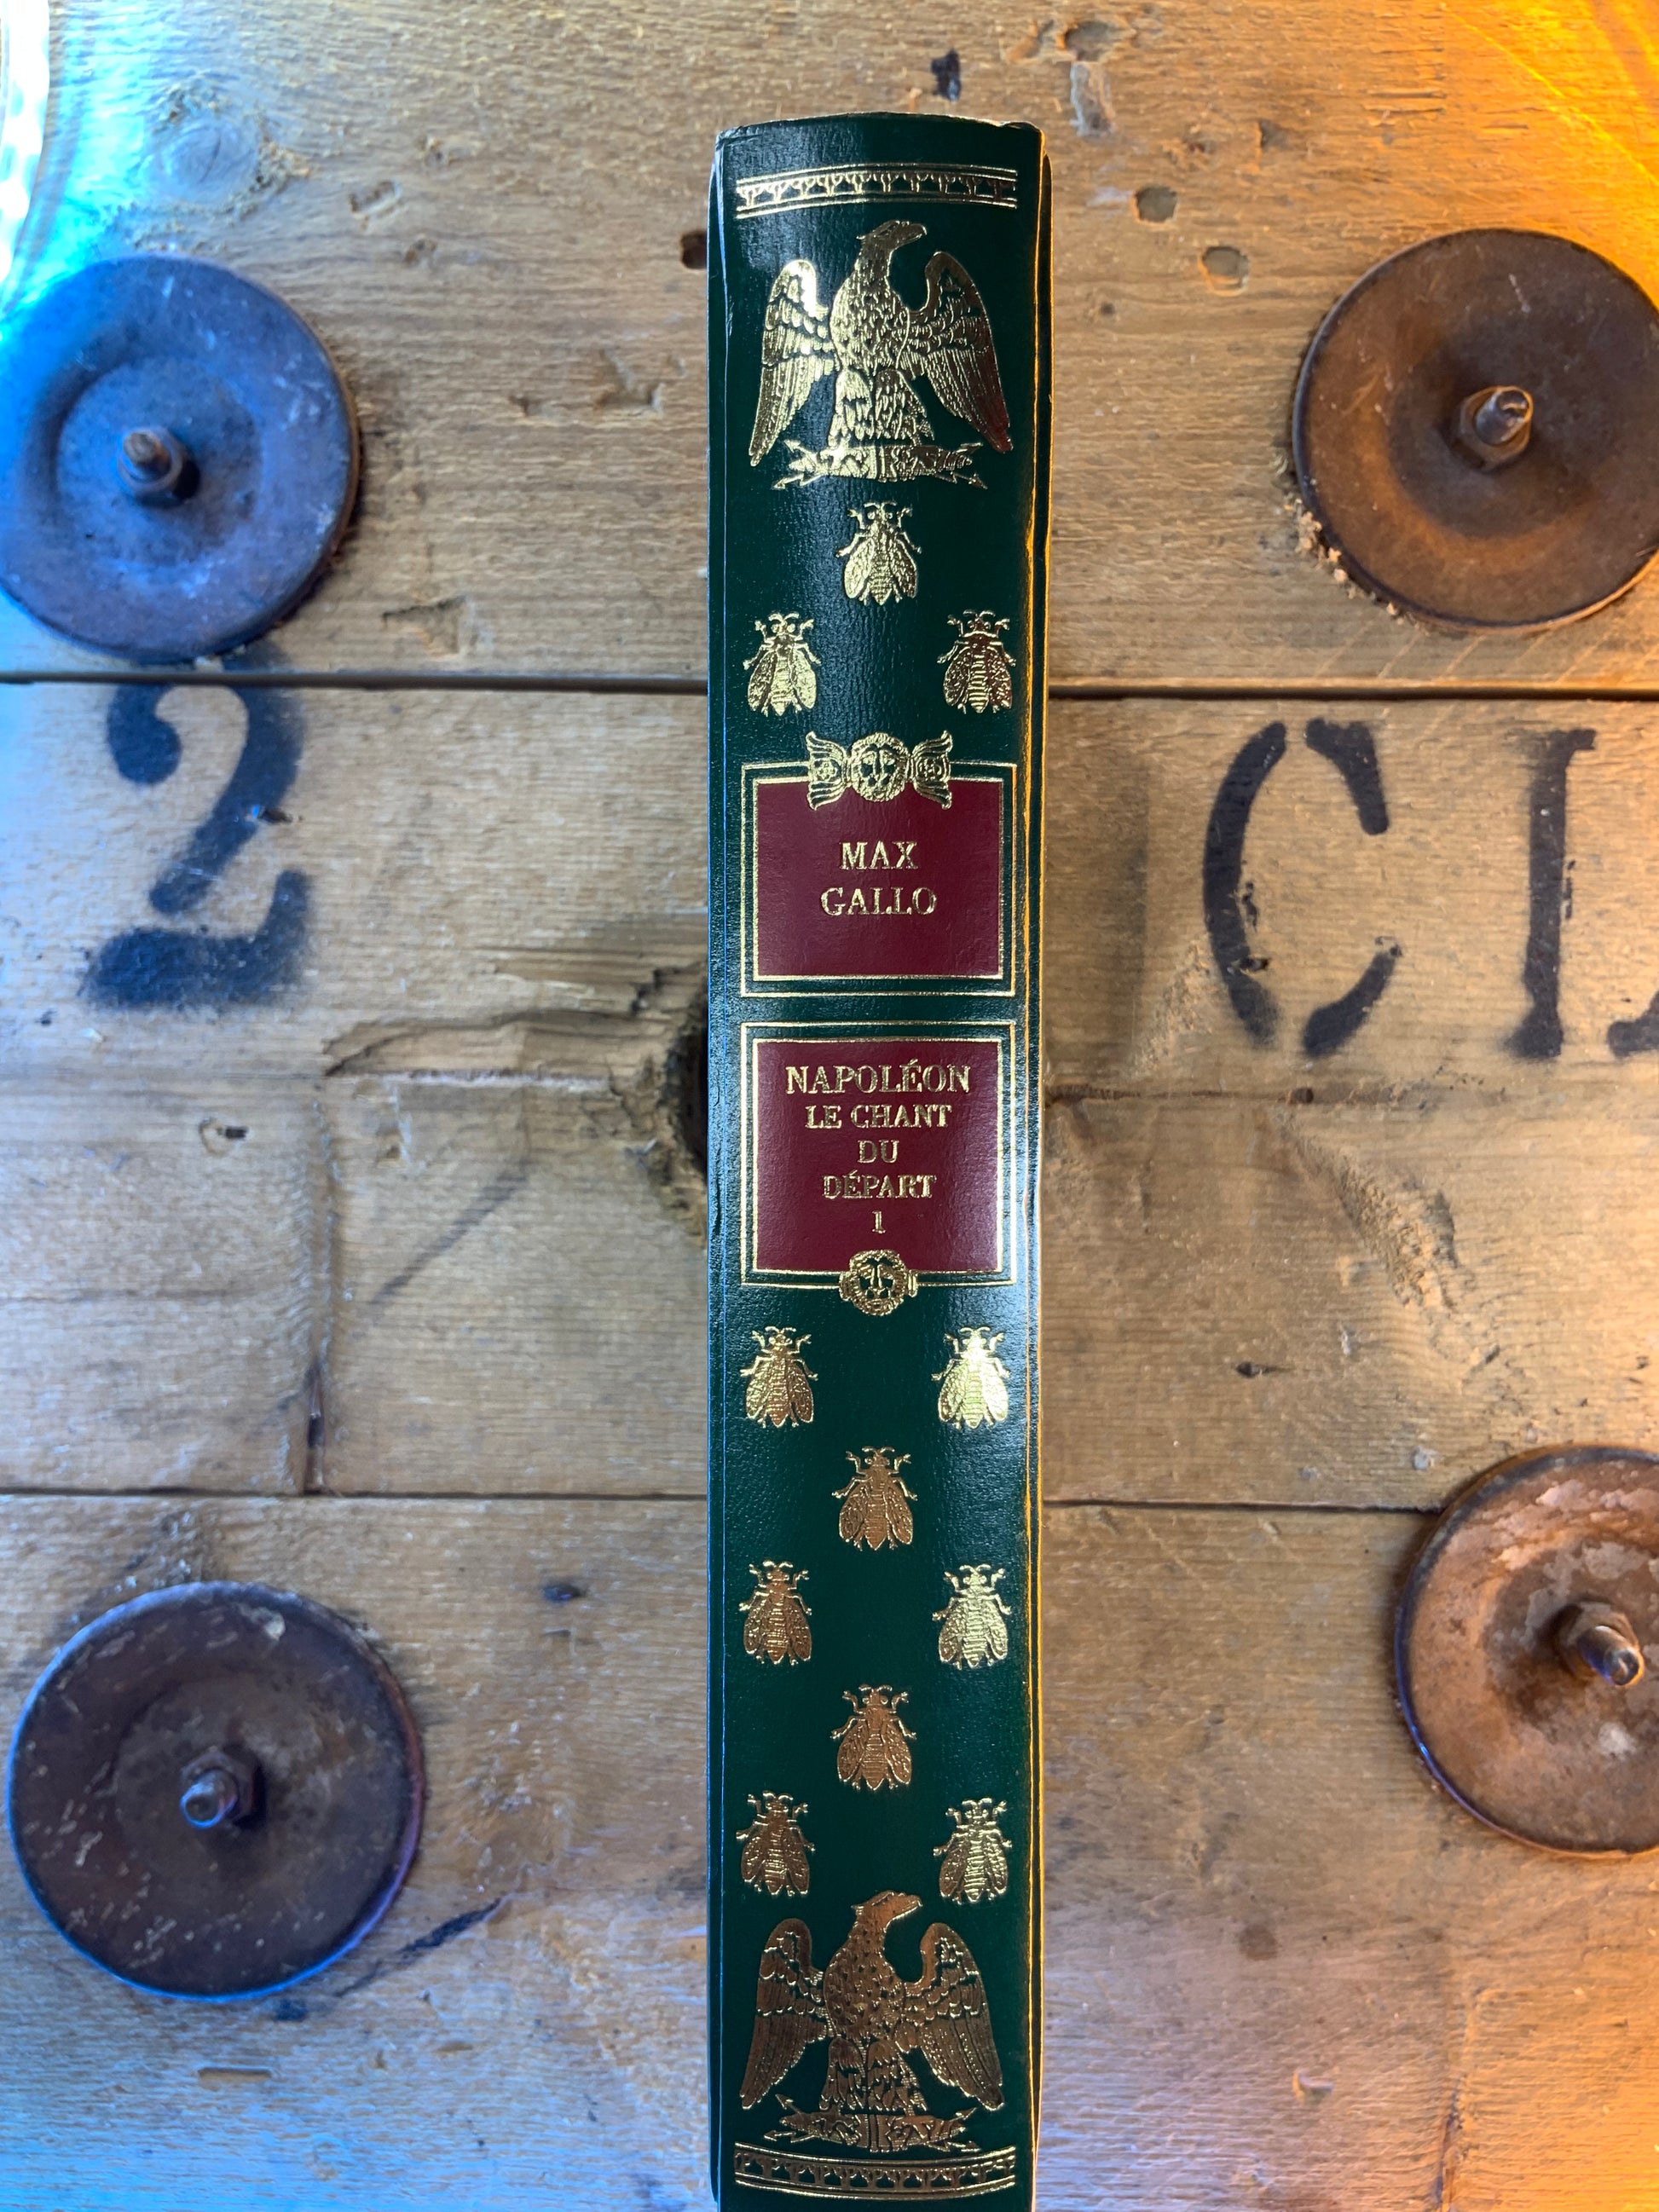 2
CI
MAX
GALLO
NAPOLÉON
LE CHANT
DU
DÉPART
1